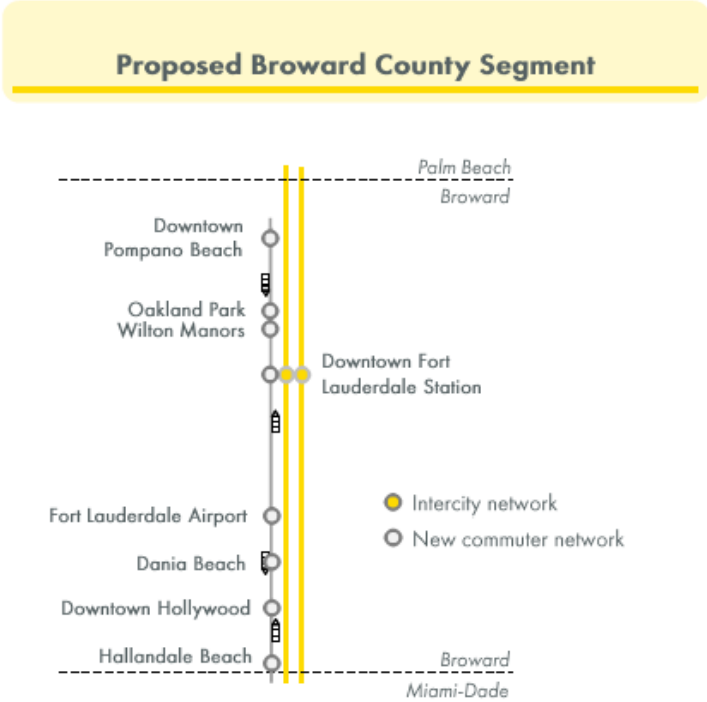 Proposed Broward County Segment
Palm Beach
Broward
Downtown
Pompano Beach
Oakland Park
Wilton Manors
Downtown Fort
Lauderdale Station
Intercity network
Fort Lauderdale Airport
New commuter network
Dania Beach
Downtown Hollywood
Hallandale Beach
Broward
Miami-Dade